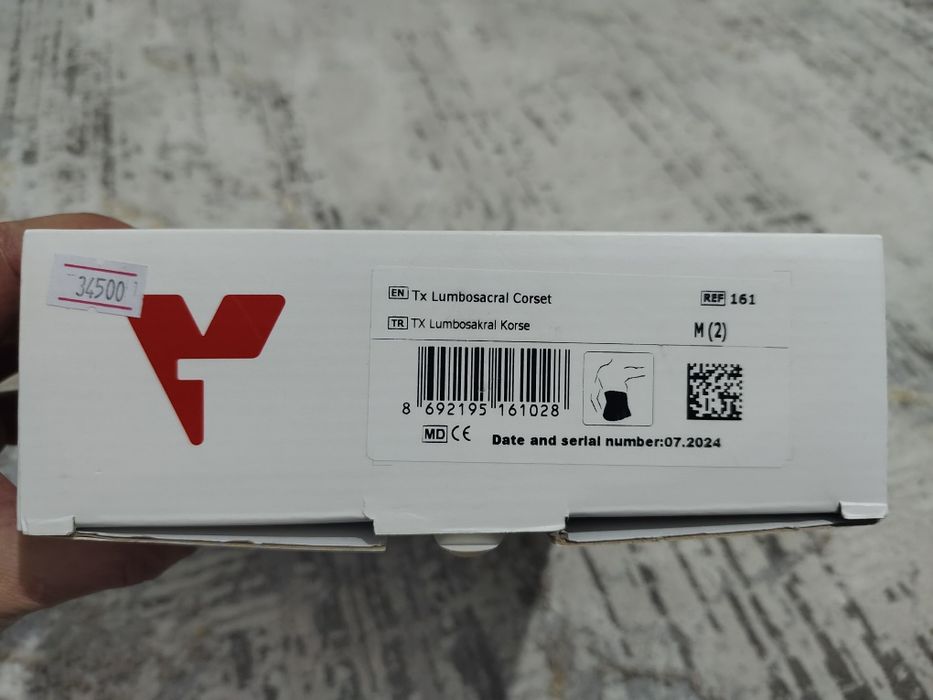 34500
EN Tx Lumbosacral Corset
REF 161
TR TX Lumbosakral Korse
M (2)
8 692195 161028
MD CE
Date and serial number:07.2024